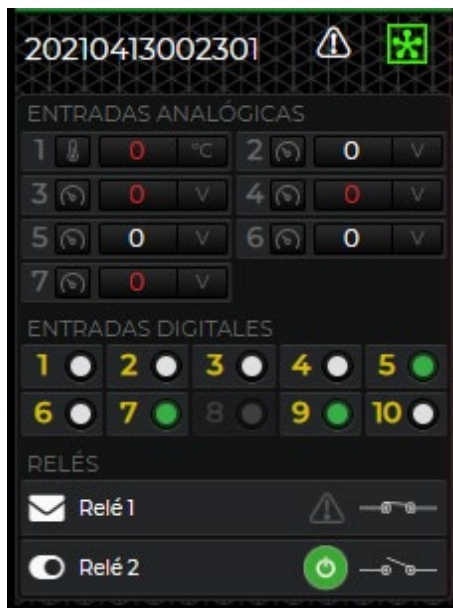 20210413002301
ENTRADAS ANALÓGICAS
1 0 °C 2 0 V
3 0 V 4 0 V
5 0 V 6 0 V
7 0 V
ENTRADAS DIGITALES
1 2 3 4 5
6 7 8 9 10
RELÉS
Relé 1
Relé 2